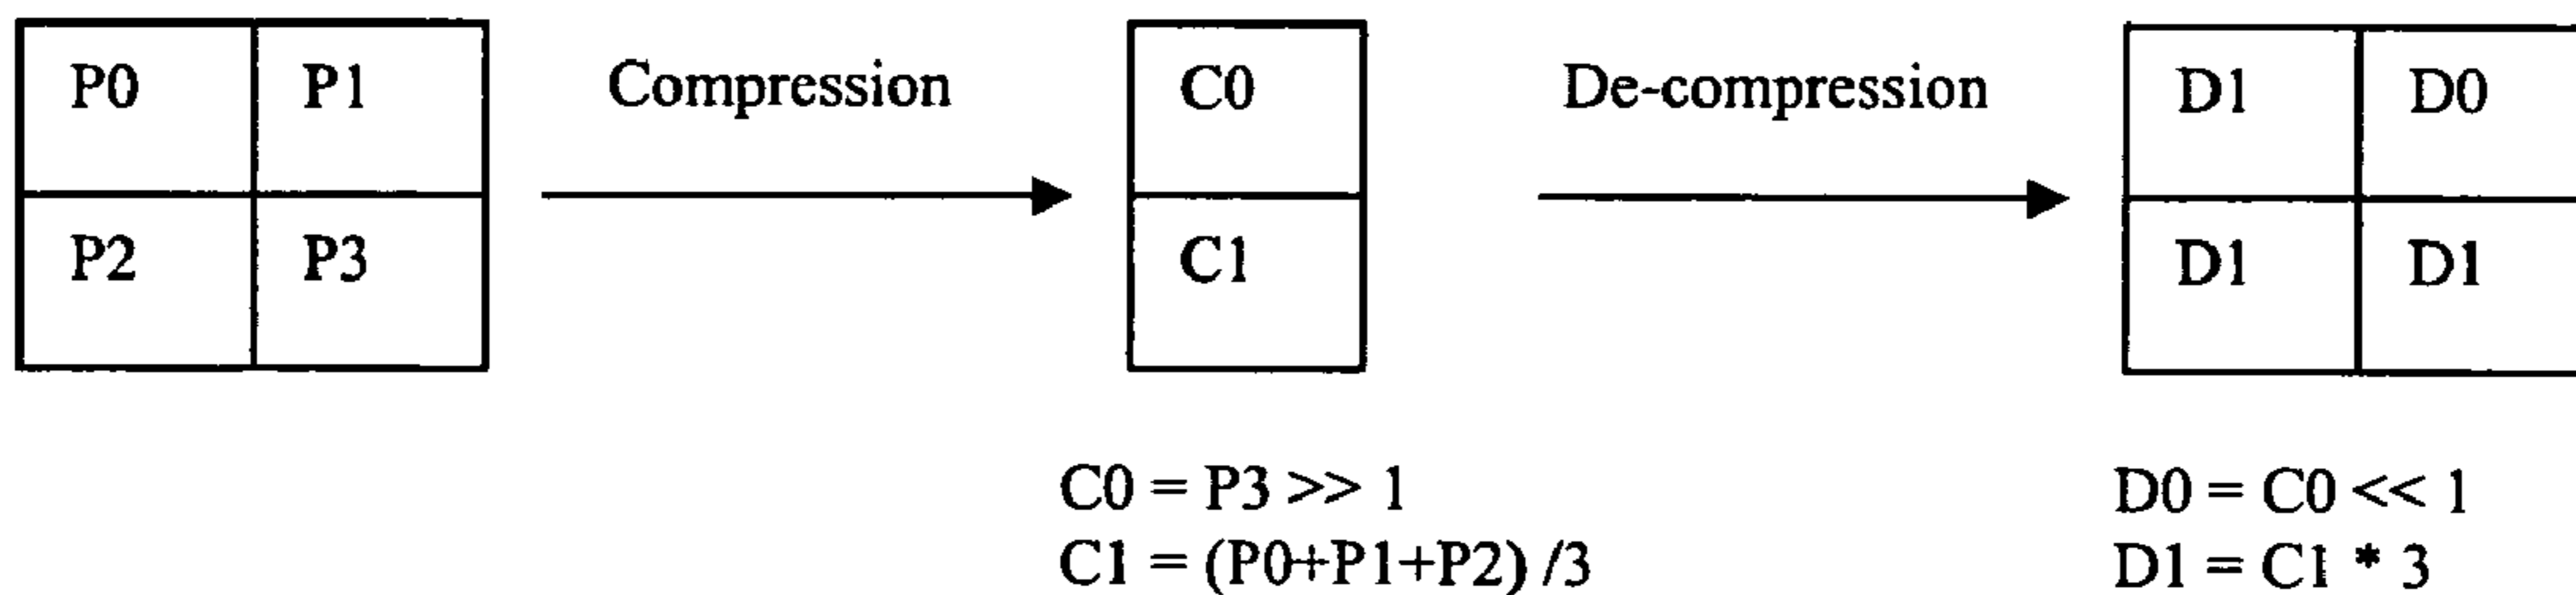 P0 P1 Compression C0 De-compression D1 D0
P2 P3 C1 D1 D1
C0 = P3 >> 1 D0 = C0 << 1
C1 = (P0+P1+P2) /3 D1 = C1 * 3